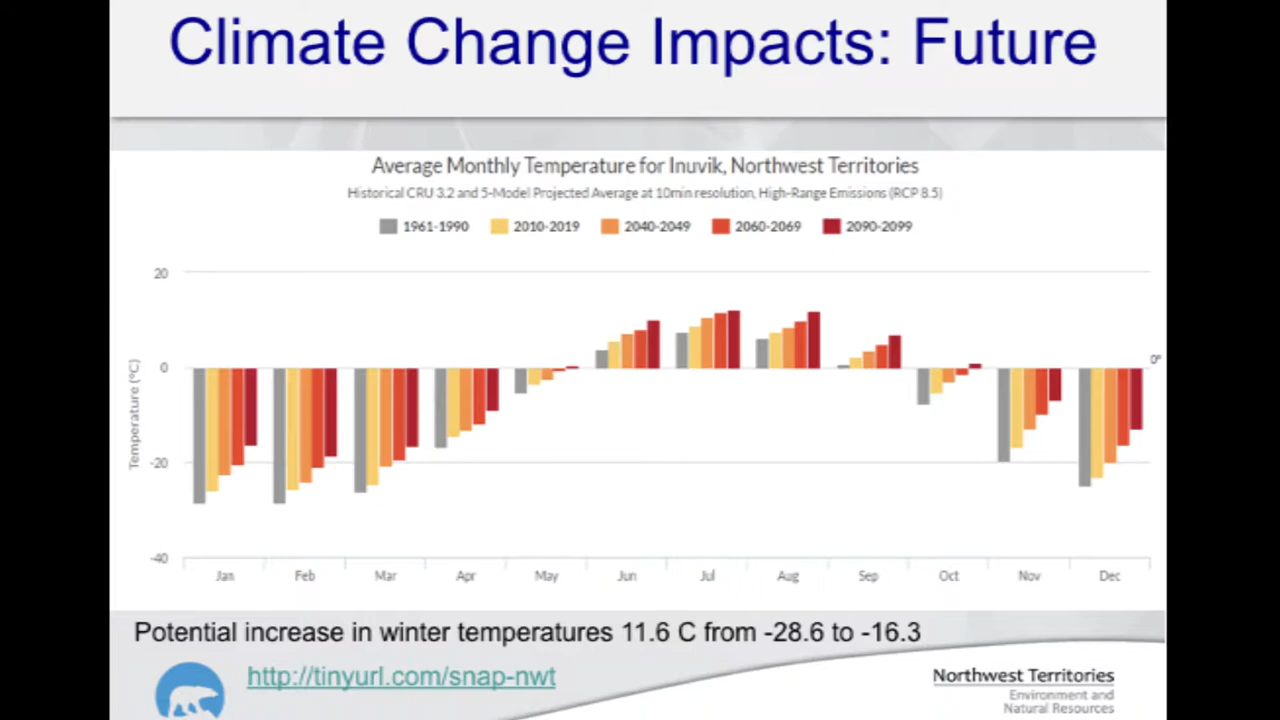 Climate Change Impacts: Future
Average Monthly Temperature for Inuvik, Northwest Territories
Historical CRU 3.2 and 5-Model Projected Average at 10min resolution, High-Range Emissions (RCP 8.5)
1961-1990 2010-2019 2040-2049 2060-2069 2090-2099
20
0
0°
Temperature (°C)
-20
-40
Jan Feb Mar Apr May Jun Jul Aug Sep Oct Nov Dec
Potential increase in winter temperatures 11.6 C from -28.6 to -16.3
http://tinyurl.com/snap-nwt
Northwest Territories
Environment and
Natural Resources